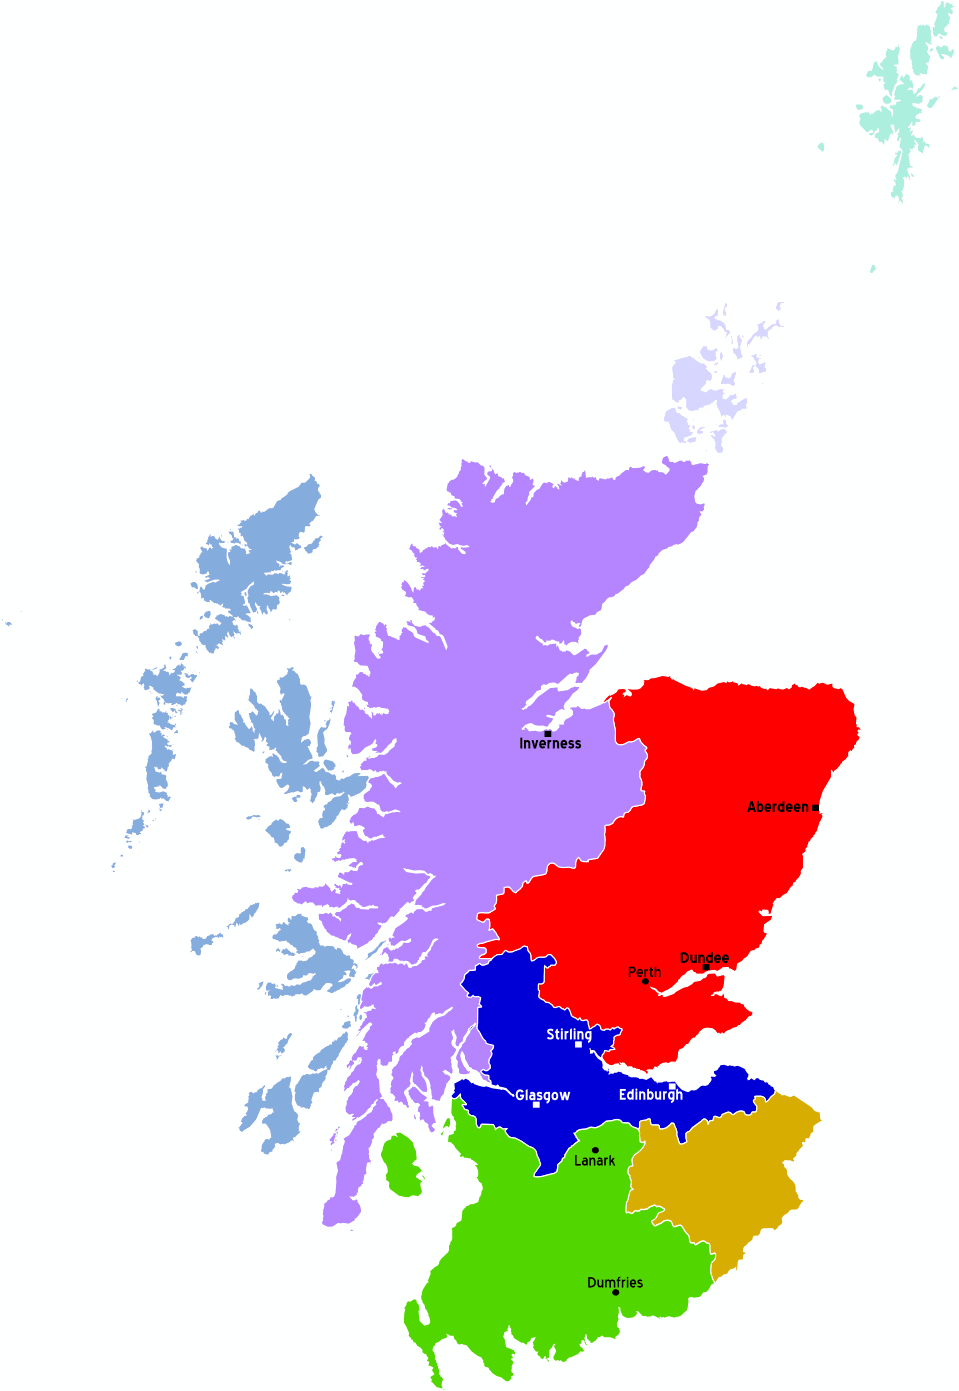 Inverness
Aberdeen
Dundee
Perth
Stirling
Glasgow
Edinburgh
Lanark
Dumfries